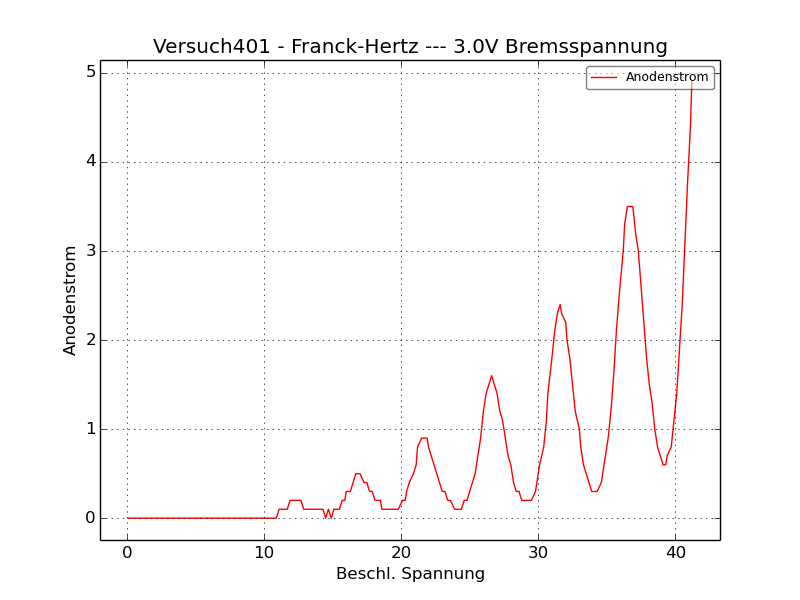 Versuch401 - Franck-Hertz --- 3.0V Bremsspannung
Anodenstrom
5
4
3
2
1
0
Anodenstrom
0 10 20 30 40
Beschl. Spannung